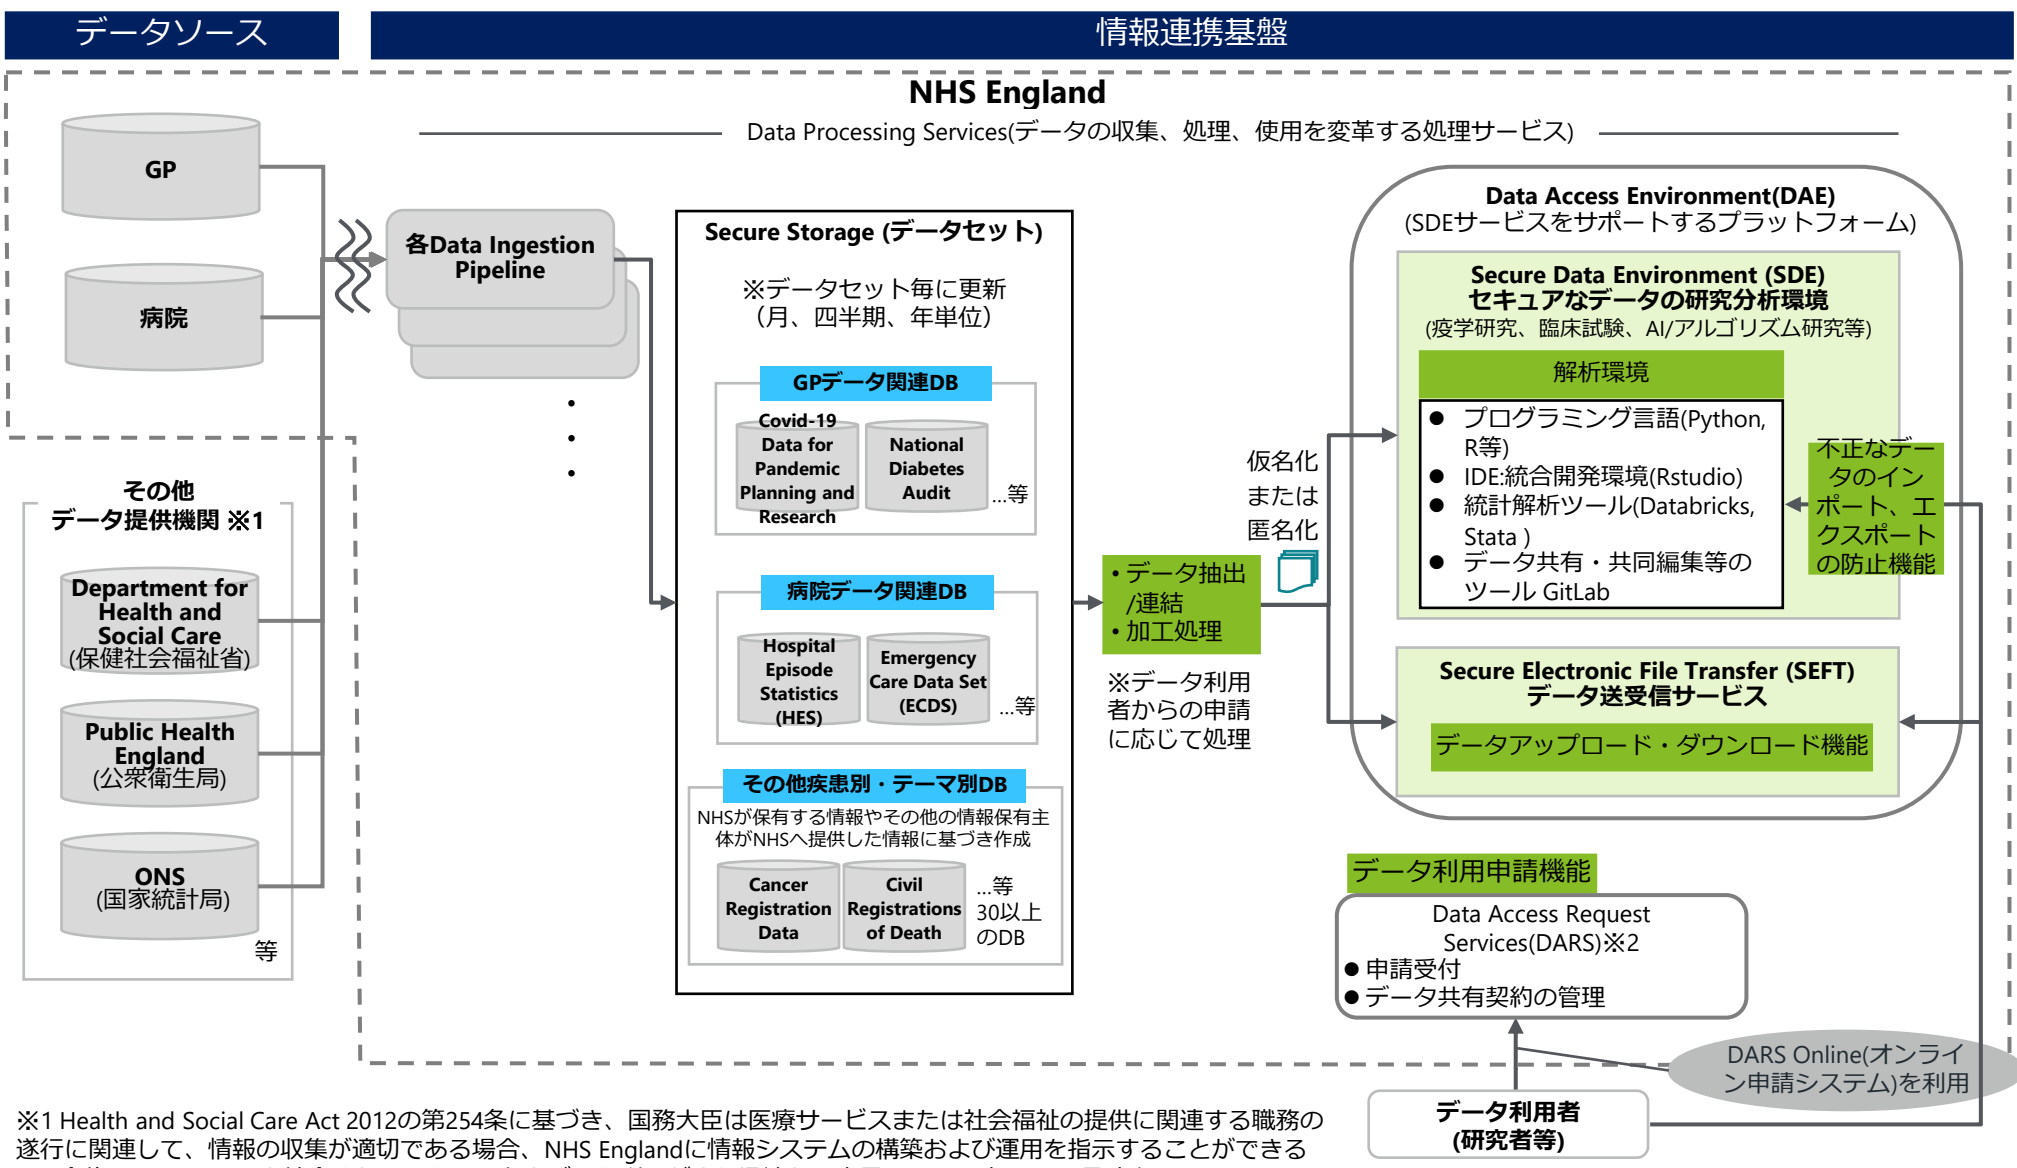 データソース
情報連携基盤
NHS England
Data Processing Services(データの収集、処理、使用を変革する処理サービス)
GP
病院
各Data Ingestion
Pipeline
・
・
・
その他
データ提供機関 ※1
Department for
Health and
Social Care
(保健社会福祉省)
Public Health
England
(公衆衛生局)
ONS
(国家統計局)
等
Secure Storage (データセット)
※データセット毎に更新
（月、四半期、年単位）
GPデータ関連DB
Covid-19
Data for
Pandemic
Planning and
Research
National
Diabetes
Audit
...等
病院データ関連DB
Hospital
Episode
Statistics
(HES)
Emergency
Care Data Set
(ECDS)
...等
その他疾患別・テーマ別DB
NHSが保有する情報やその他の情報保有主
体がNHSへ提供した情報に基づき作成
Cancer
Registration
Data
Civil
Registrations
of Death
...等
30以上
のDB
• データ抽出
/連結
• 加工処理
※データ利用
者からの申請
に応じて処理
仮名化
または
匿名化
Data Access Environment(DAE)
(SDEサービスをサポートするプラットフォーム)
Secure Data Environment (SDE)
セキュアなデータの研究分析環境
(疫学研究、臨床試験、AI/アルゴリズム研究等)
解析環境
● プログラミング言語(Python,
R等)
● IDE:統合開発環境(Rstudio)
● 統計解析ツール(Databricks,
Stata )
● データ共有・共同編集等の
ツール GitLab
不正なデー
タのイン
ポート、エ
クスポート
の防止機能
Secure Electronic File Transfer (SEFT)
データ送受信サービス
データアップロード・ダウンロード機能
データ利用申請機能
Data Access Request
Services(DARS)※2
● 申請受付
● データ共有契約の管理
DARS Online(オンライ
ン申請システム)を利用
データ利用者
(研究者等)
※1 Health and Social Care Act 2012の第254条に基づき、国務大臣は医療サービスまたは社会福祉の提供に関連する職務の
遂行に関連して、情報の収集が適切である場合、NHS Englandに情報システムの構築および運用を指示することができる